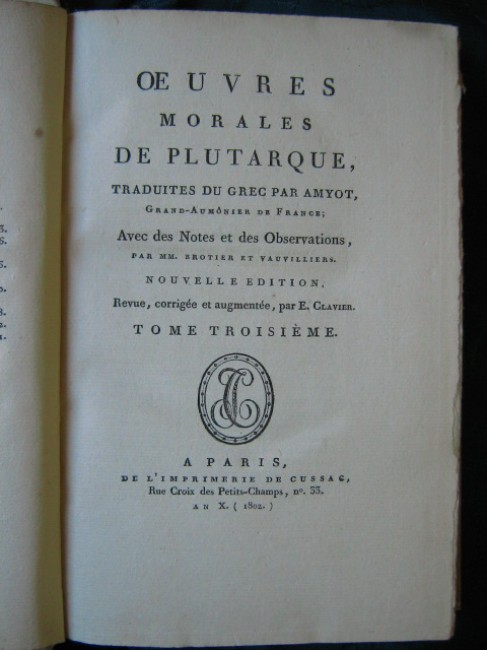 OEUVRES
MORALES
DE PLUTARQUE,
TRADUITES DU GREC PAR AMYOT,
GRAND-AUMÔNIER DE FRANCE;
Avec des Notes et des Observations,
PAR MM. BROTIER ET VAUVILLIERS.
NOUVELLE EDITION,
Revue, corrigée et augmentée, par E. CLAVIER.
TOME TROISIÈME.
A PARIS,
DE L'IMPRIMERIE DE CUSSAC,
Rue Croix des Petits-Champs, nº. 33.
AN X. (1802.)